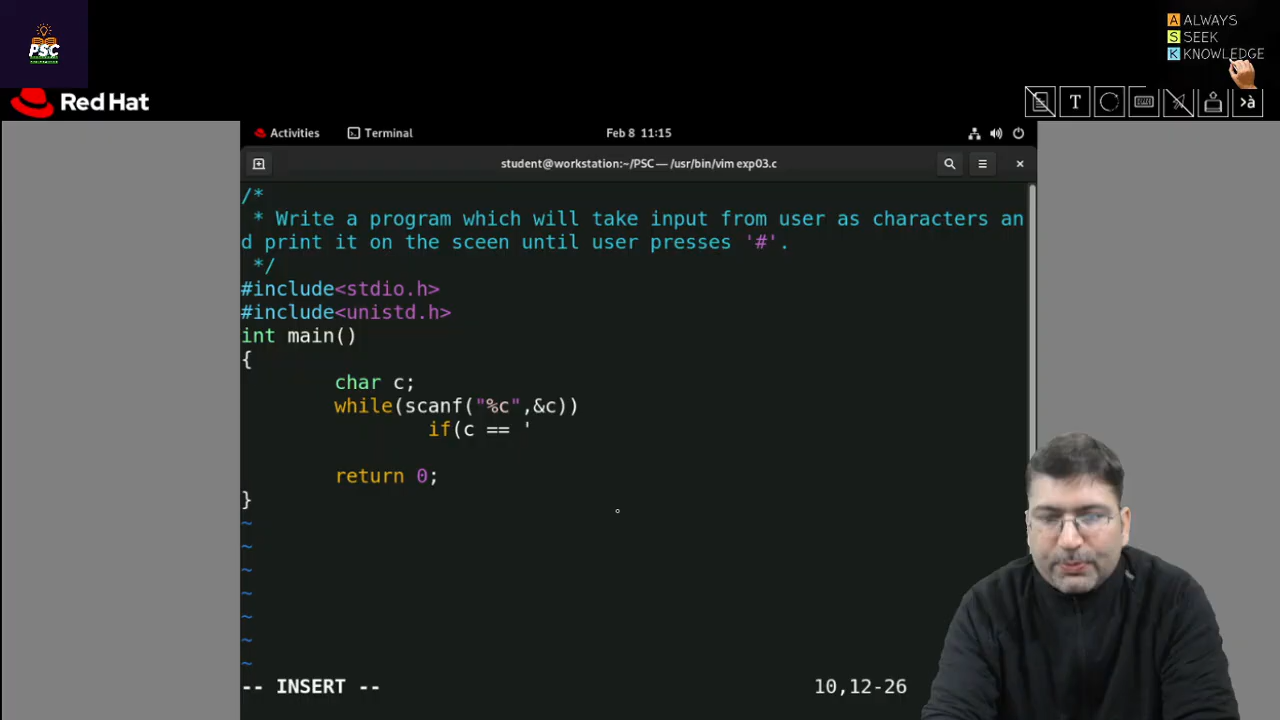 PSC
A ALWAYS
S SEEK
K KNOWLEDGE
Red Hat
T
>à
Activities
Terminal
Feb 8 11:15
student@workstation:~/PSC — /usr/bin/vim exp03.c
/*
 * Write a program which will take input from user as characters an
d print it on the sceen until user presses '#'.
 */
#include<stdio.h>
#include<unistd.h>
int main()
{
        char c;
        while(scanf("%c",&c))
                if(c == '
        return 0;
}
~
~
~
~
~
~
~
-- INSERT --
10,12-26